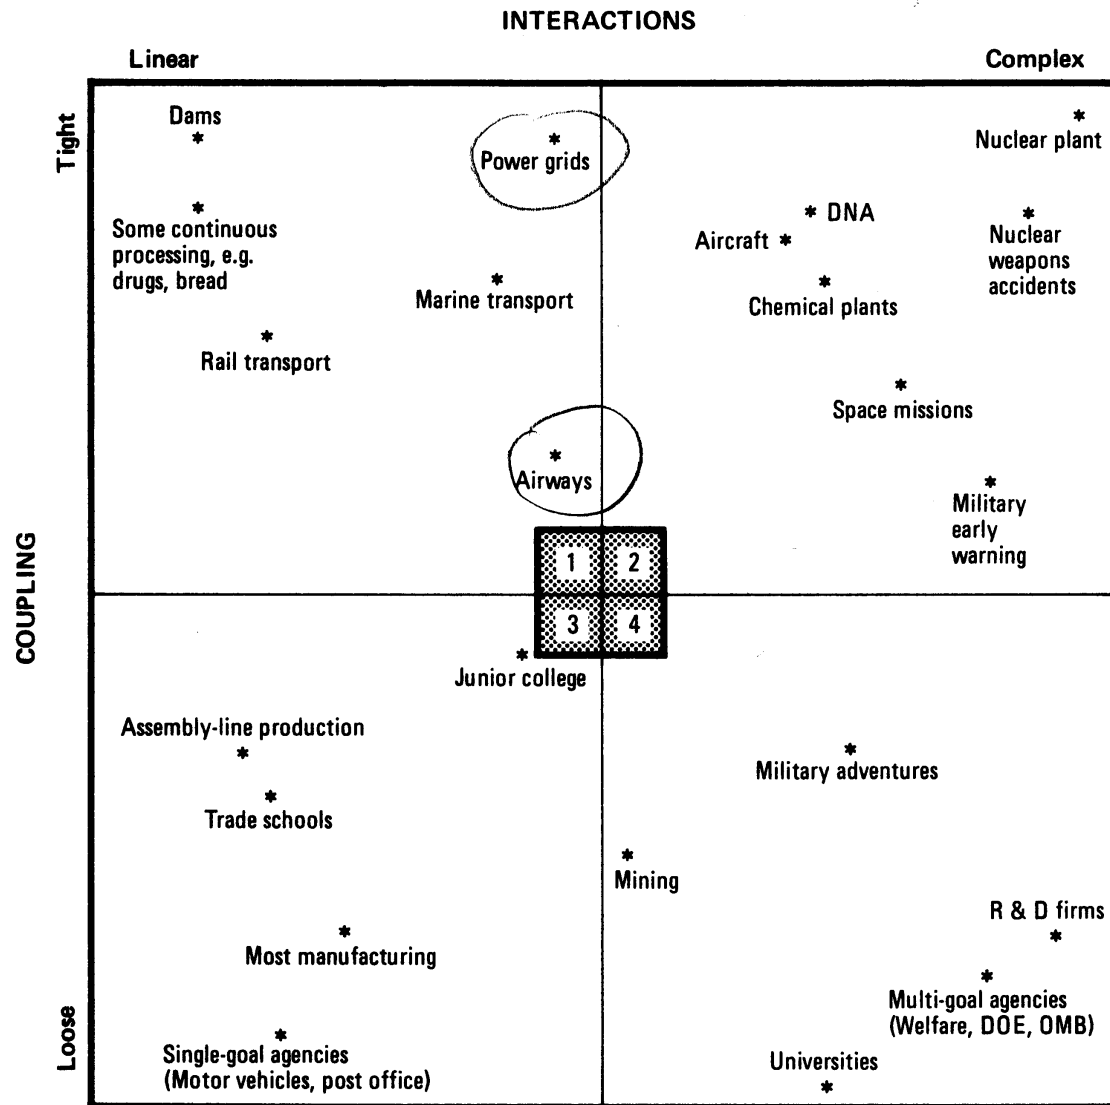 INTERACTIONS
Linear
Complex
Tight
Dams
Power grids
Nuclear plant
Some continuous
processing, e.g.
drugs, bread
DNA
Aircraft
Nuclear
weapons
accidents
Marine transport
Chemical plants
Rail transport
Space missions
Airways
Military
early
warning
COUPLING
1
2
3
4
Junior college
Assembly-line production
Trade schools
Military adventures
Mining
Most manufacturing
R & D firms
Multi-goal agencies
(Welfare, DOE, OMB)
Loose
Single-goal agencies
(Motor vehicles, post office)
Universities